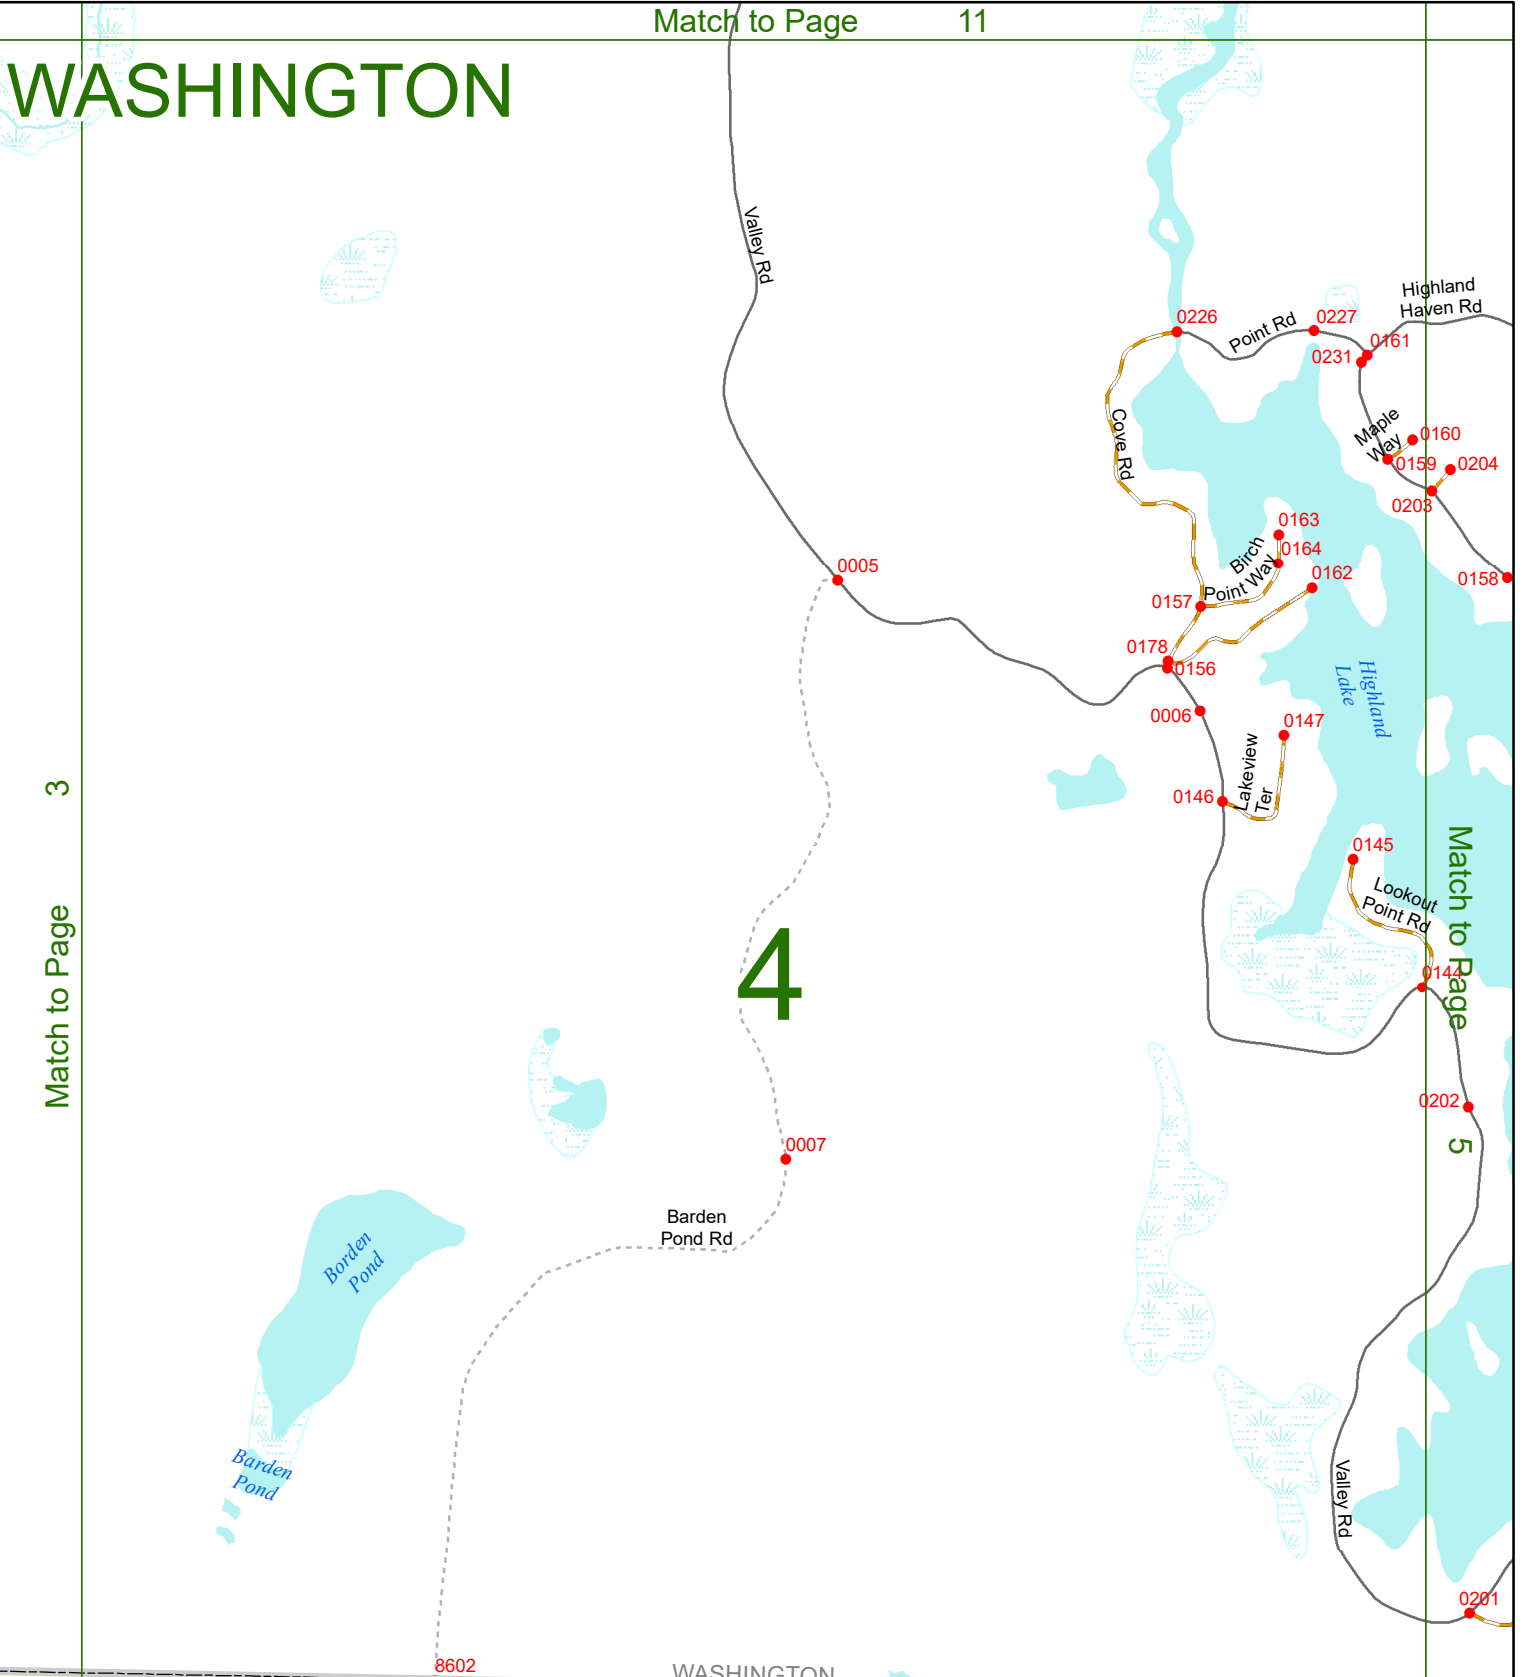 Match to Page 11
WASHINGTON
Valley Rd
Highland
Haven Rd
0226
Point Rd
0227
0161
0231
Cove Rd
Maple
Way
0160
0159
0204
0203
0163
Birch
Point Way
0164
0005
0162
0158
0157
0178
0156
Highland
Lake
0006
0147
Lakeview
Ter
0146
Match to Page 3
Match to Page 5
0145
Lookout
Point Rd
4
0144
0202
0007
Barden
Pond Rd
Borden
Pond
Barden
Pond
Valley Rd
0201
8602
WASHINGTON